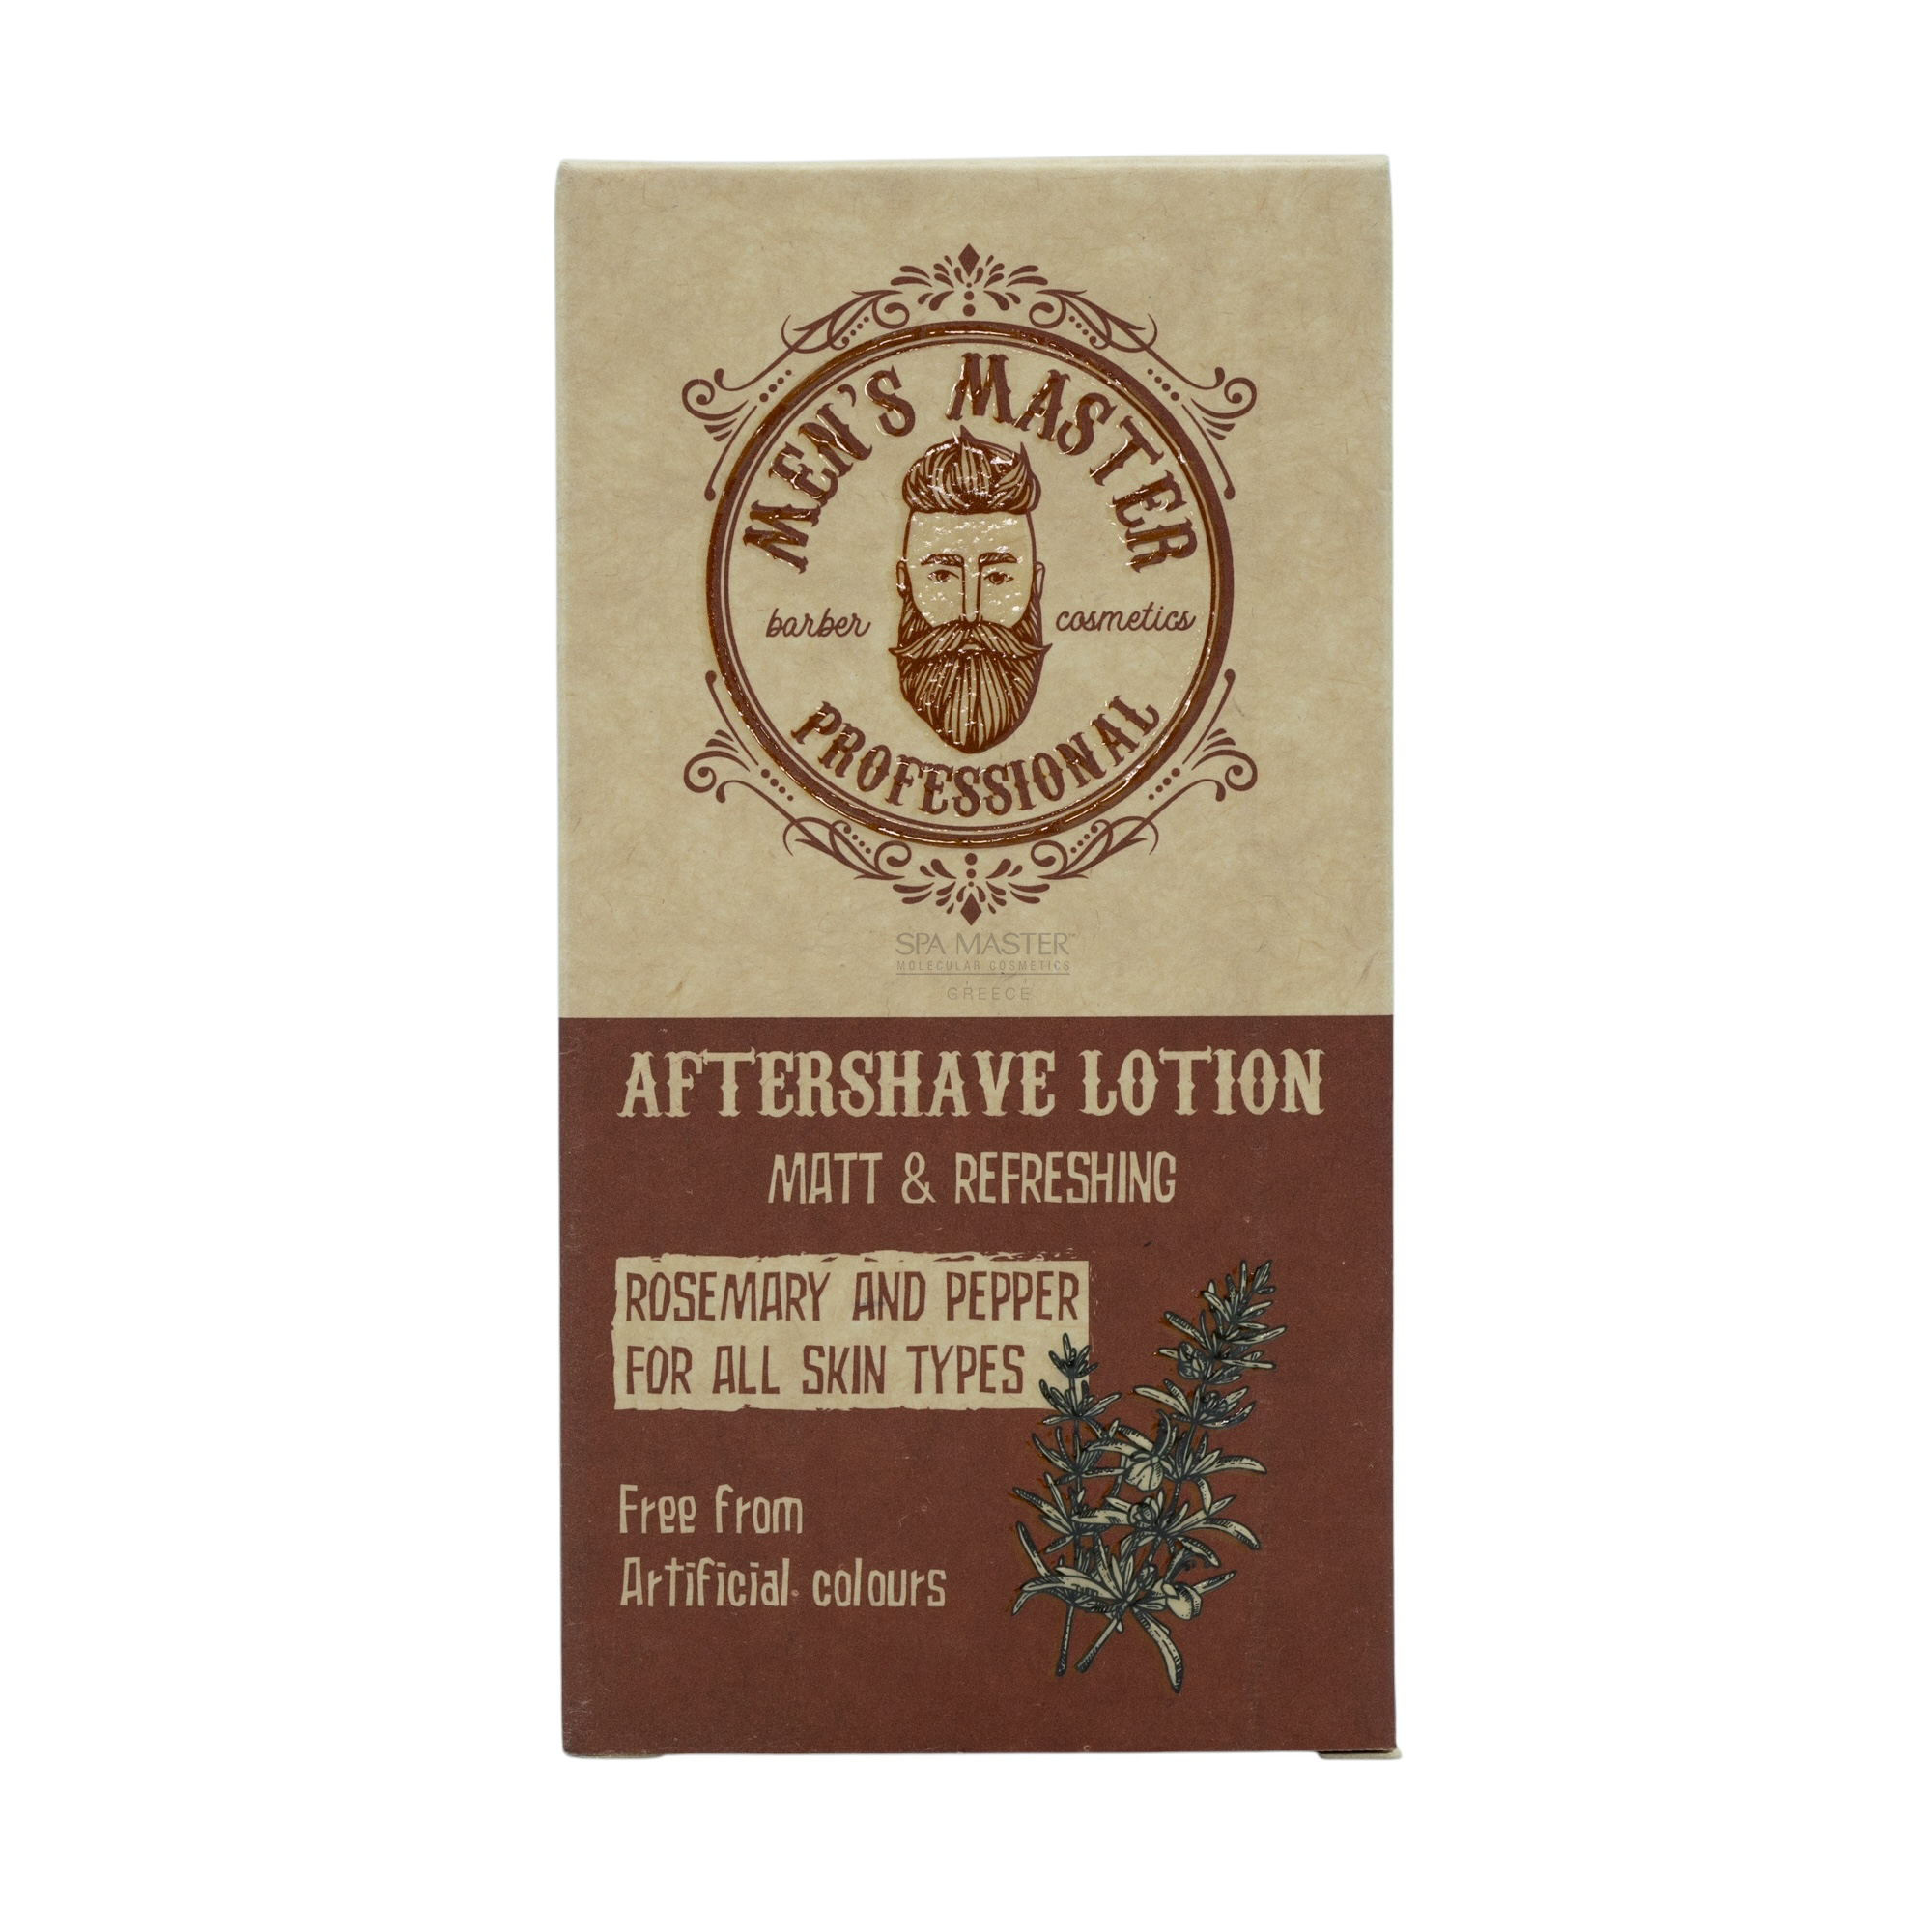 MEN'S MASTER
barber cosmetics
PROFESSIONAL
SPA MASTER™
MOLECULAR COSMETICS
GREECE
AFTERSHAVE LOTION
MATT & REFRESHING
ROSEMARY AND PEPPER
FOR ALL SKIN TYPES
Free from
Artificial colours